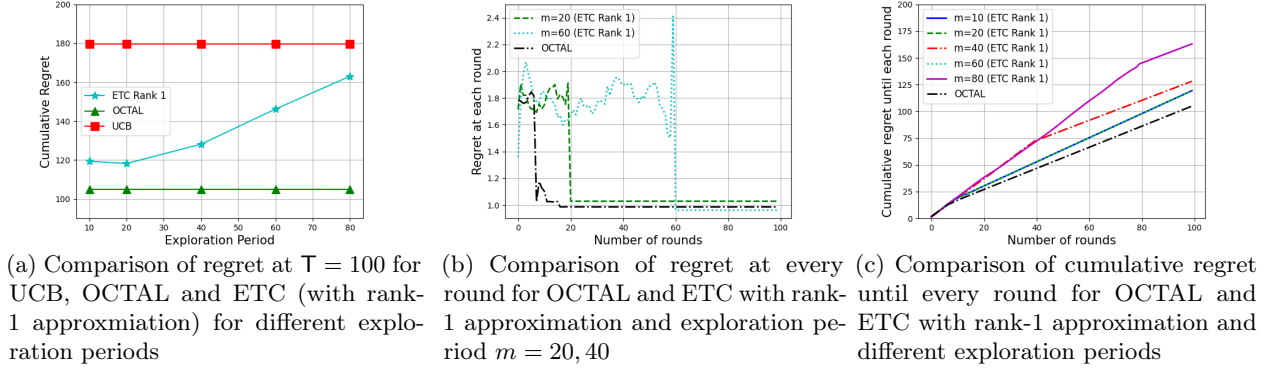 200
180
160
140
120
100
10 20 30 40 50 60 70 80
Cumulative Regret
Exploration Period
ETC Rank 1
OCTAL
UCB
2.4
2.2
2.0
1.8
1.6
1.4
1.2
1.0
0 20 40 60 80 100
Regret at each round
Number of rounds
m=20 (ETC Rank 1)
m=60 (ETC Rank 1)
OCTAL
200
175
150
125
100
75
50
25
0
0 20 40 60 80 100
Cumulative regret until each round
Number of rounds
m=10 (ETC Rank 1)
m=20 (ETC Rank 1)
m=40 (ETC Rank 1)
m=60 (ETC Rank 1)
m=80 (ETC Rank 1)
OCTAL
(a) Comparison of regret at T = 100 for
UCB, OCTAL and ETC (with rank-
1 approxmiation) for different explo-
ration periods
(b) Comparison of regret at every
round for OCTAL and ETC with rank-
1 approximation and exploration pe-
riod m = 20, 40
(c) Comparison of cumulative regret
until every round for OCTAL and
ETC with rank-1 approximation and
different exploration periods